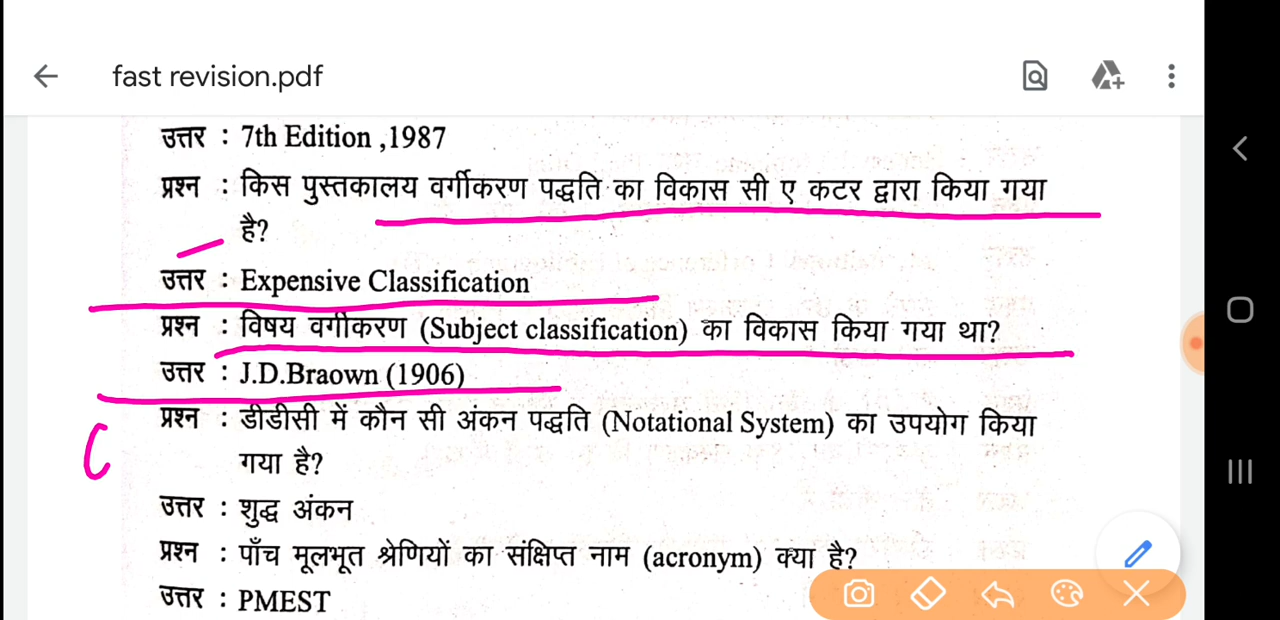 fast revision.pdf
उत्तर : 7th Edition ,1987
प्रश्न : किस पुस्तकालय वर्गीकरण पद्धति का विकास सी ए कटर द्वारा किया गया
है?
उत्तर : Expensive Classification
प्रश्न : विषय वर्गीकरण (Subject classification) का विकास किया गया था?
उत्तर : J.D.Braown (1906)
प्रश्न : डीडीसी में कौन सी अंकन पद्धति (Notational System) का उपयोग किया
गया है?
उत्तर : शुद्ध अंकन
प्रश्न : पाँच मूलभूत श्रेणियों का संक्षिप्त नाम (acronym) क्या है?
उत्तर : PMEST